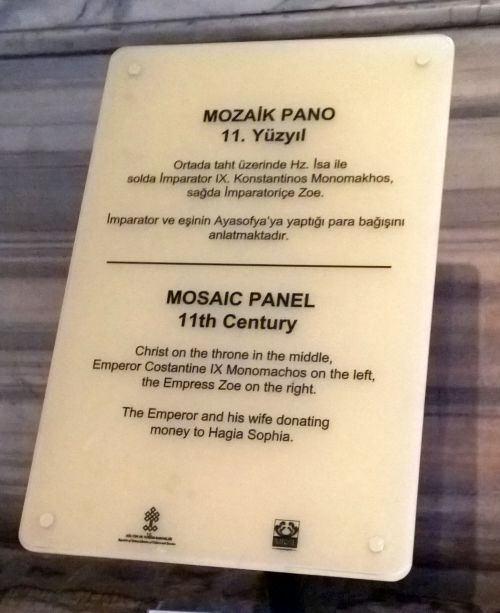 MOZAİK PANO
11. Yüzyıl
Ortada taht üzerinde Hz. İsa ile
solda İmparator IX. Konstantinos Monomakhos,
sağda İmparatoriçe Zoe.
İmparator ve eşinin Ayasofya'ya yaptığı para bağışını
anlatmaktadır.
MOSAIC PANEL
11th Century
Christ on the throne in the middle,
Emperor Costantine IX Monomachos on the left,
the Empress Zoe on the right.
The Emperor and his wife donating
money to Hagia Sophia.